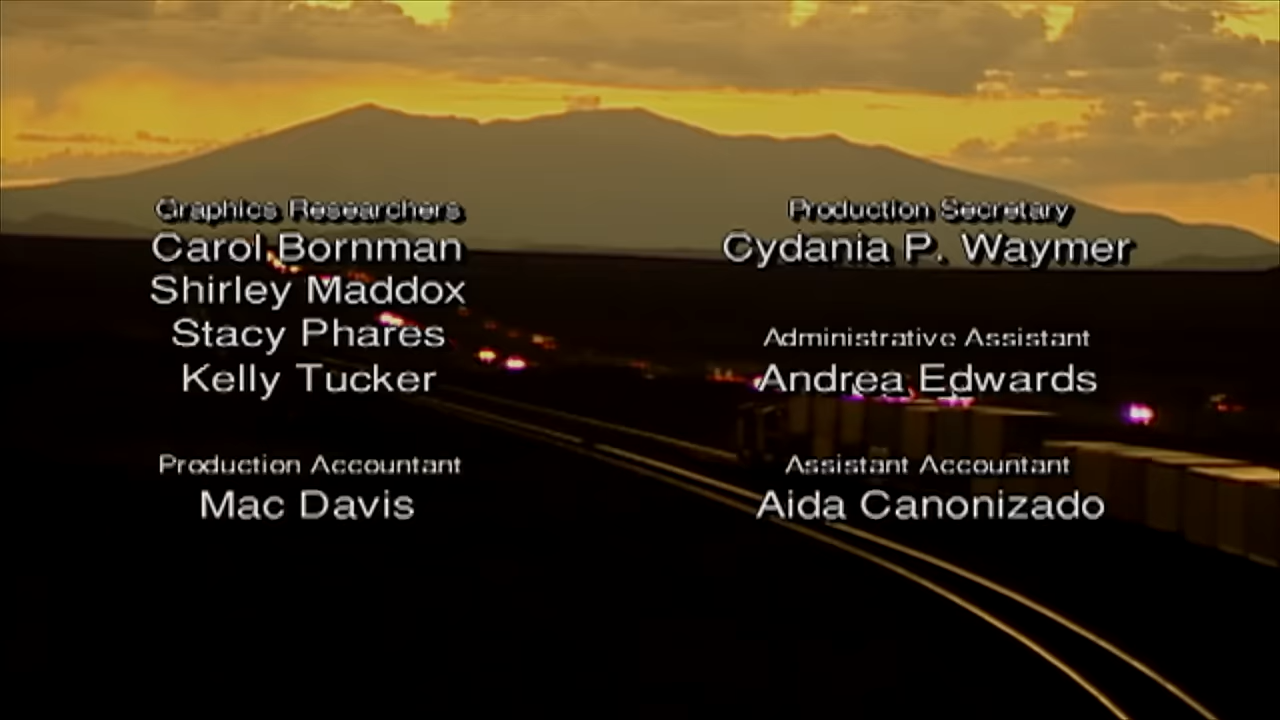 Graphics Researchers
Carol Bornman
Shirley Maddox
Stacy Phares
Kelly Tucker
Production Accountant
Mac Davis
Production Secretary
Cydania P. Waymer
Administrative Assistant
Andrea Edwards
Assistant Accountant
Aida Canonizado